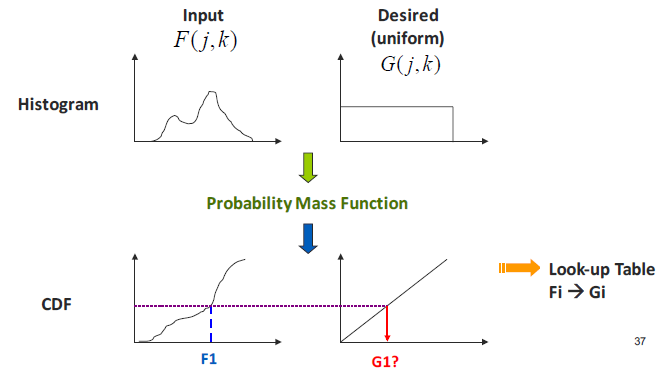 Input
F(j,k)
Desired
(uniform)
G(j,k)
Histogram
Probability Mass Function
CDF
Look-up Table
Fi → Gi
F1
G1?
37